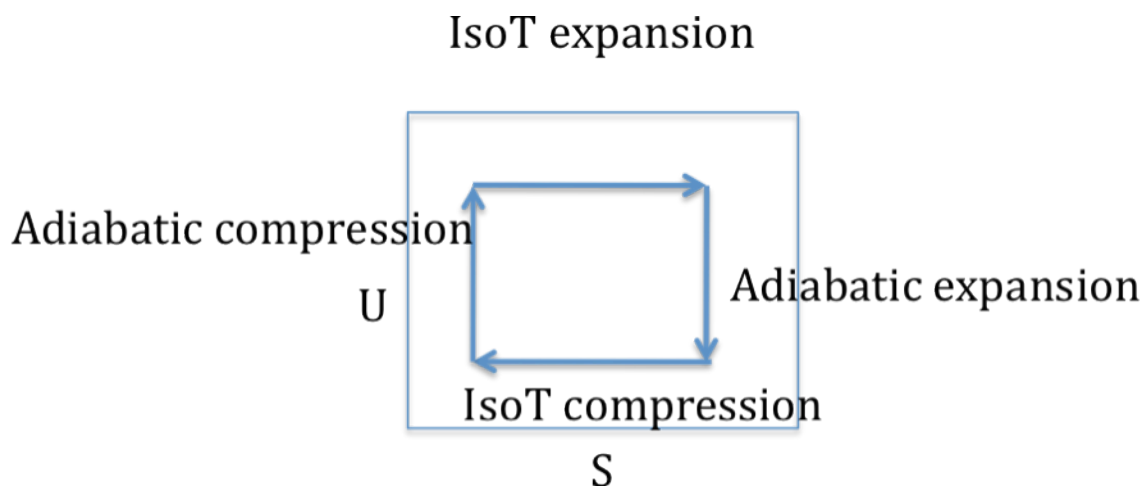 IsoT expansion
Adiabatic compression
Adiabatic expansion
U
IsoT compression
S